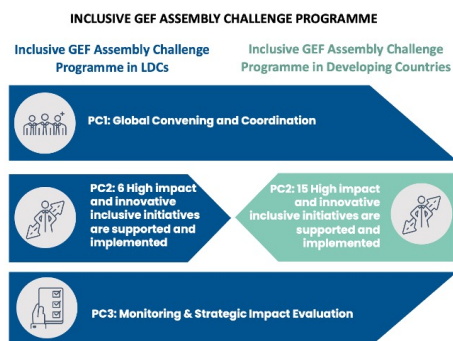 INCLUSIVE GEF ASSEMBLY CHALLENGE PROGRAMME
Inclusive GEF Assembly Challenge
Programme in LDCs
Inclusive GEF Assembly Challenge
Programme in Developing Countries
PC1: Global Convening and Coordination
PC2: 6 High impact
and innovative
inclusive initiatives
are supported and
implemented
PC2: 15 High impact
and innovative
inclusive initiatives are
supported and
implemented
PC3: Monitoring & Strategic Impact Evaluation